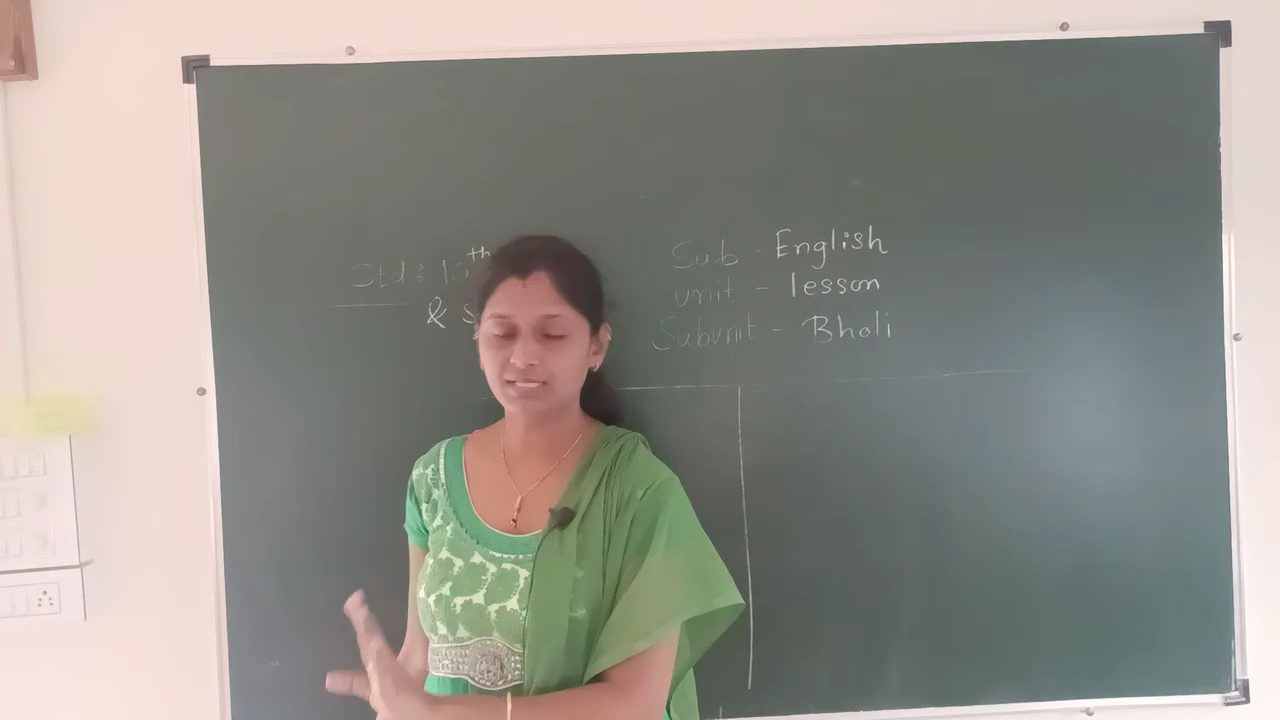 Std : 10th
&
Sub - English
unit - lesson
Subunit - Bholi